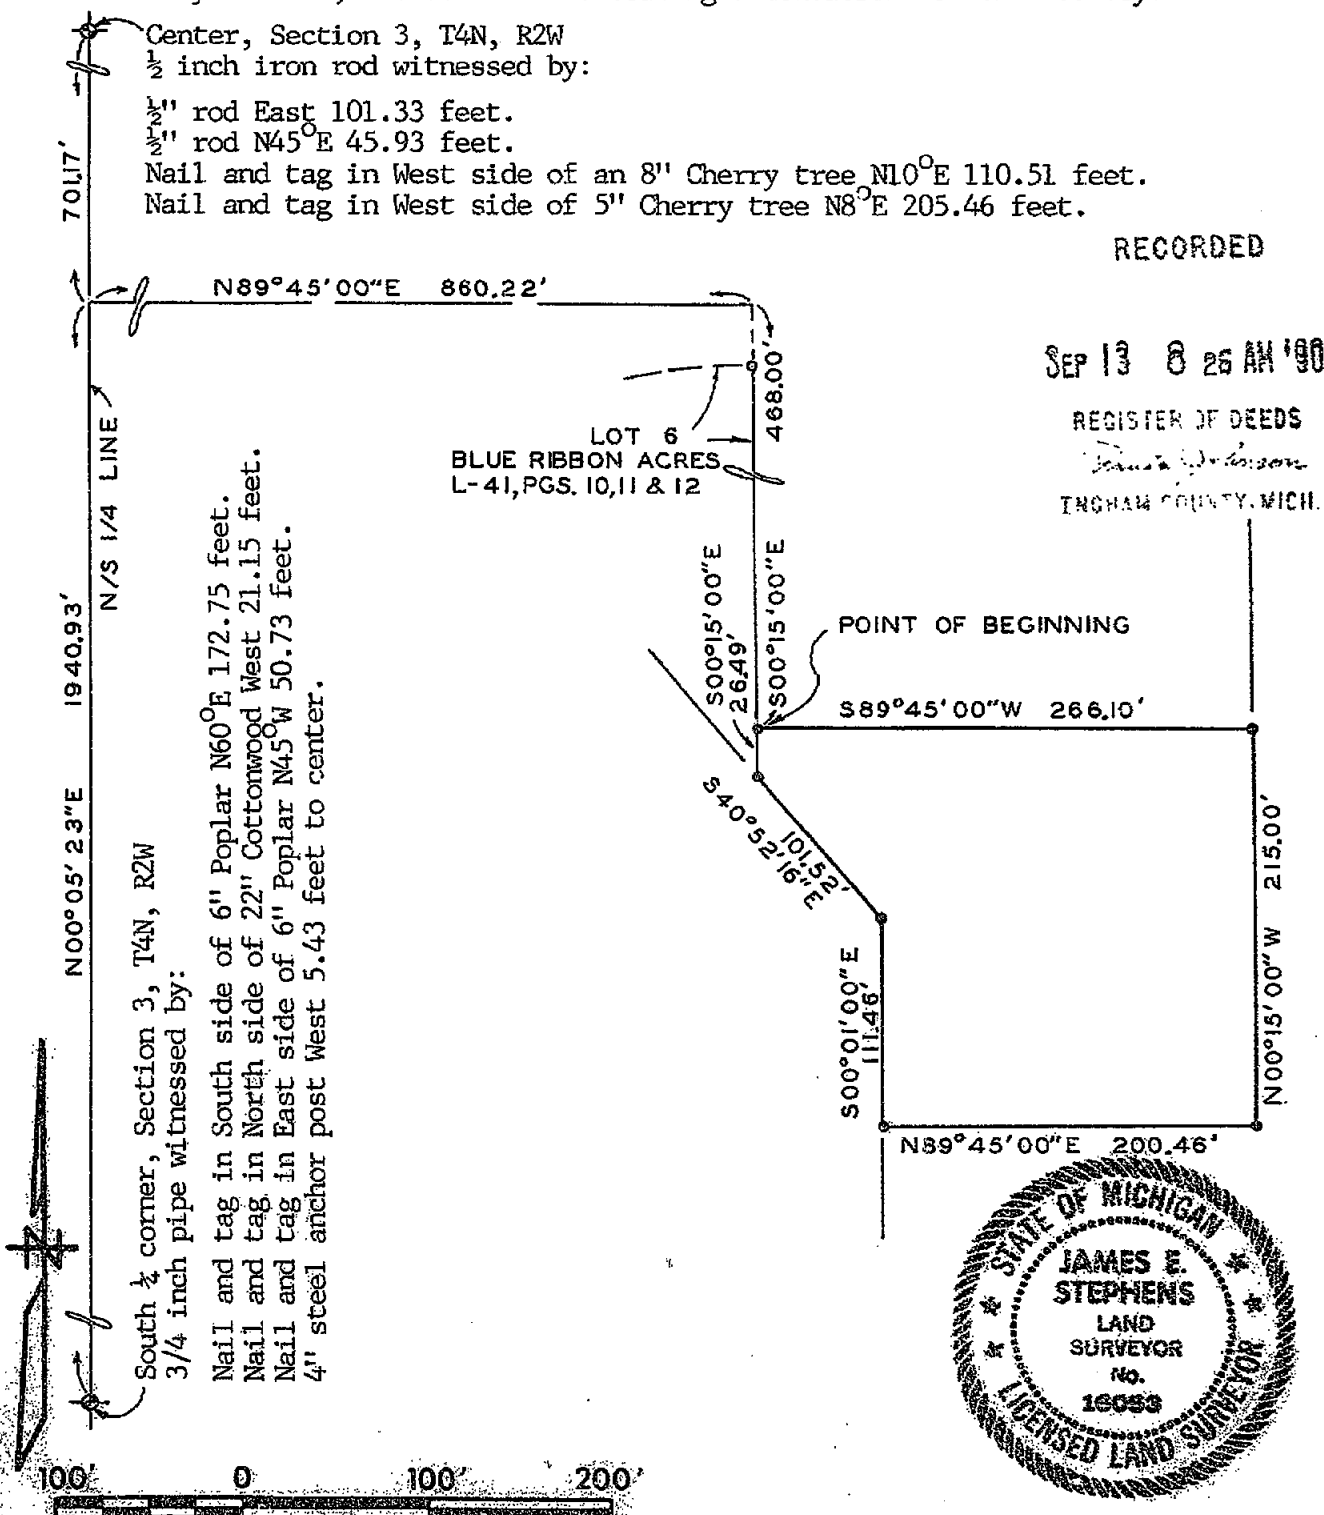 Center, Section 3, T4N, R2W
½ inch iron rod witnessed by:
½" rod East 101.33 feet.
½" rod N45°E 45.93 feet.
Nail and tag in West side of an 8" Cherry tree N10°E 110.51 feet.
Nail and tag in West side of 5" Cherry tree N8°E 205.46 feet.
701.17'
RECORDED
N89°45'00"E 860.22'
SEP 13 8 26 AM '90
REGISTER OF DEEDS
INGHAM COUNTY, MICH.
468.00'
LOT 6
BLUE RIBBON ACRES
L-41, PGS. 10, 11 & 12
N/S 1/4 LINE
S00°15'00"E
26.49'
S00°15'00"E
POINT OF BEGINNING
S89°45'00"W 266.10'
N00°05'23"E 1940.93'
S40°52'16"E
101.52'
N00°15'00"W 215.00'
S00°01'00"E
111.46'
N89°45'00"E 200.46'
South ¼ corner, Section 3, T4N, R2W
3/4 inch pipe witnessed by:
Nail and tag in South side of 6" Poplar N60°E 172.75 feet.
Nail and tag in North side of 22" Cottonwood West 21.15 feet.
Nail and tag in East side of 6" Poplar N45°W 50.73 feet.
4" steel anchor post West 5.43 feet to center.
N
STATE OF MICHIGAN
JAMES E.
STEPHENS
LAND
SURVEYOR
No.
16053
LICENSED LAND SURVEYOR
100' 0 100' 200'